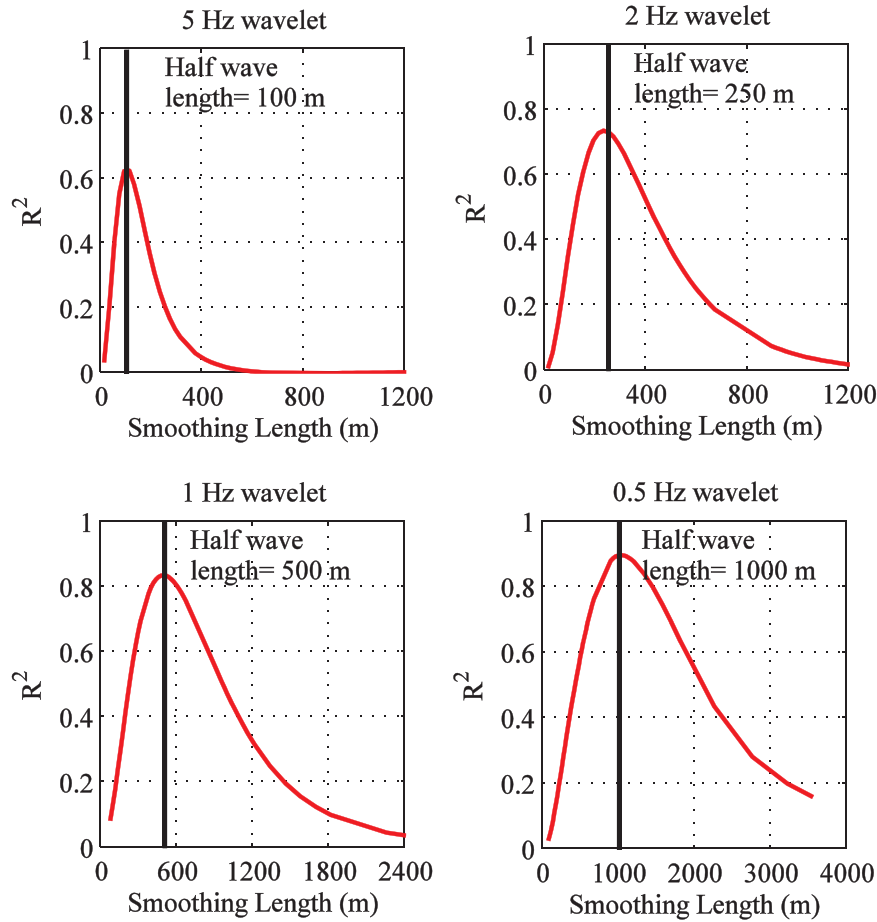 5 Hz wavelet
1
0.8
0.6
0.4
0.2
0
R²
Half wave
length= 100 m
0 400 800 1200
Smoothing Length (m)
2 Hz wavelet
1
0.8
0.6
0.4
0.2
0
R²
Half wave
length= 250 m
0 400 800 1200
Smoothing Length (m)
1 Hz wavelet
1
0.8
0.6
0.4
0.2
0
R²
Half wave
length= 500 m
0 600 1200 1800 2400
Smoothing Length (m)
0.5 Hz wavelet
1
0.8
0.6
0.4
0.2
0
R²
Half wave
length= 1000 m
0 1000 2000 3000 4000
Smoothing Length (m)